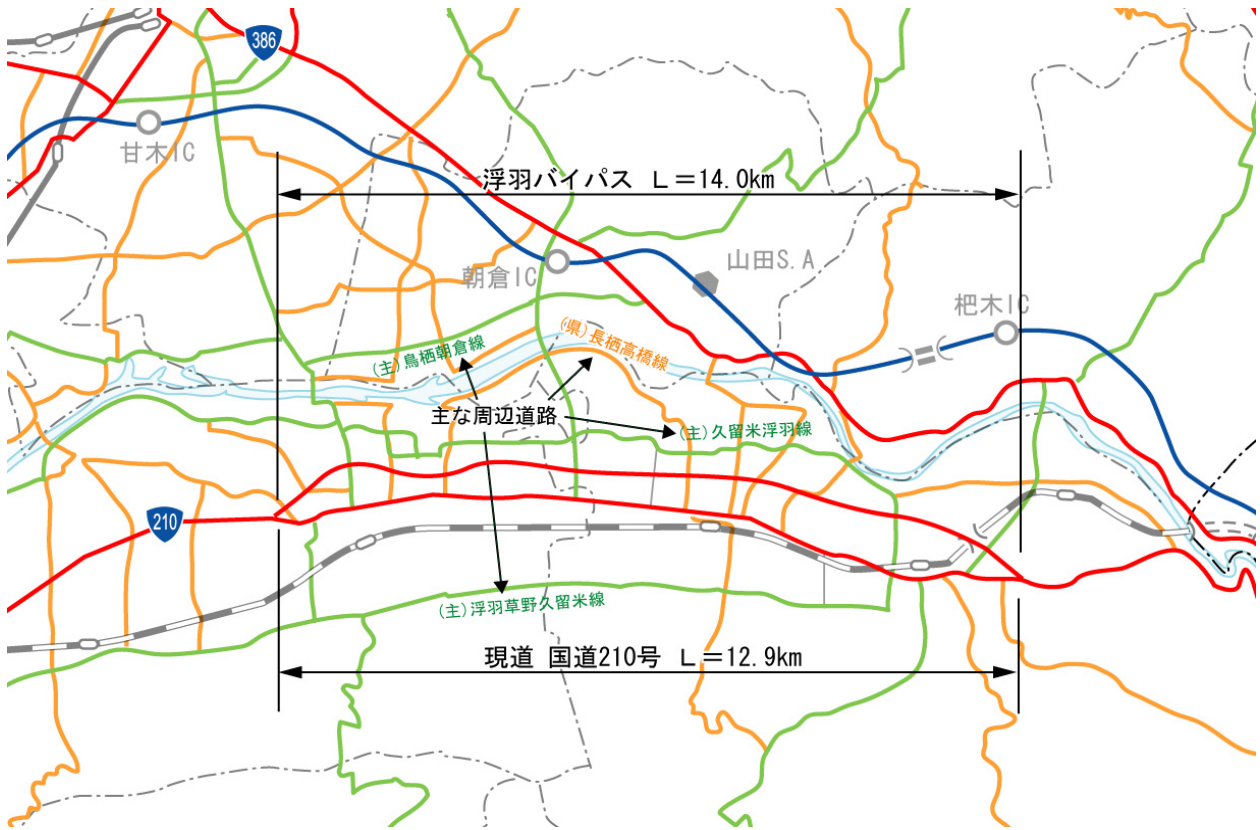 386
甘木IC
浮羽バイパス L=14.0km
朝倉IC
山田S.A
杷木IC
(主)鳥栖朝倉線
(県)長栖高橋線
主な周辺道路
(主)久留米浮羽線
210
(主)浮羽草野久留米線
現道 国道210号 L=12.9km